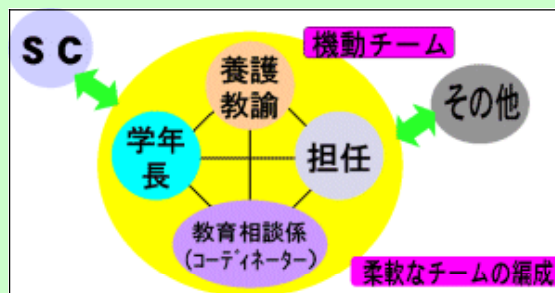 SC
機動チーム
養護
教諭
その他
学年
長
担任
教育相談係
(ｺｰﾃﾞｨﾈｰﾀｰ)
柔軟なチームの編成